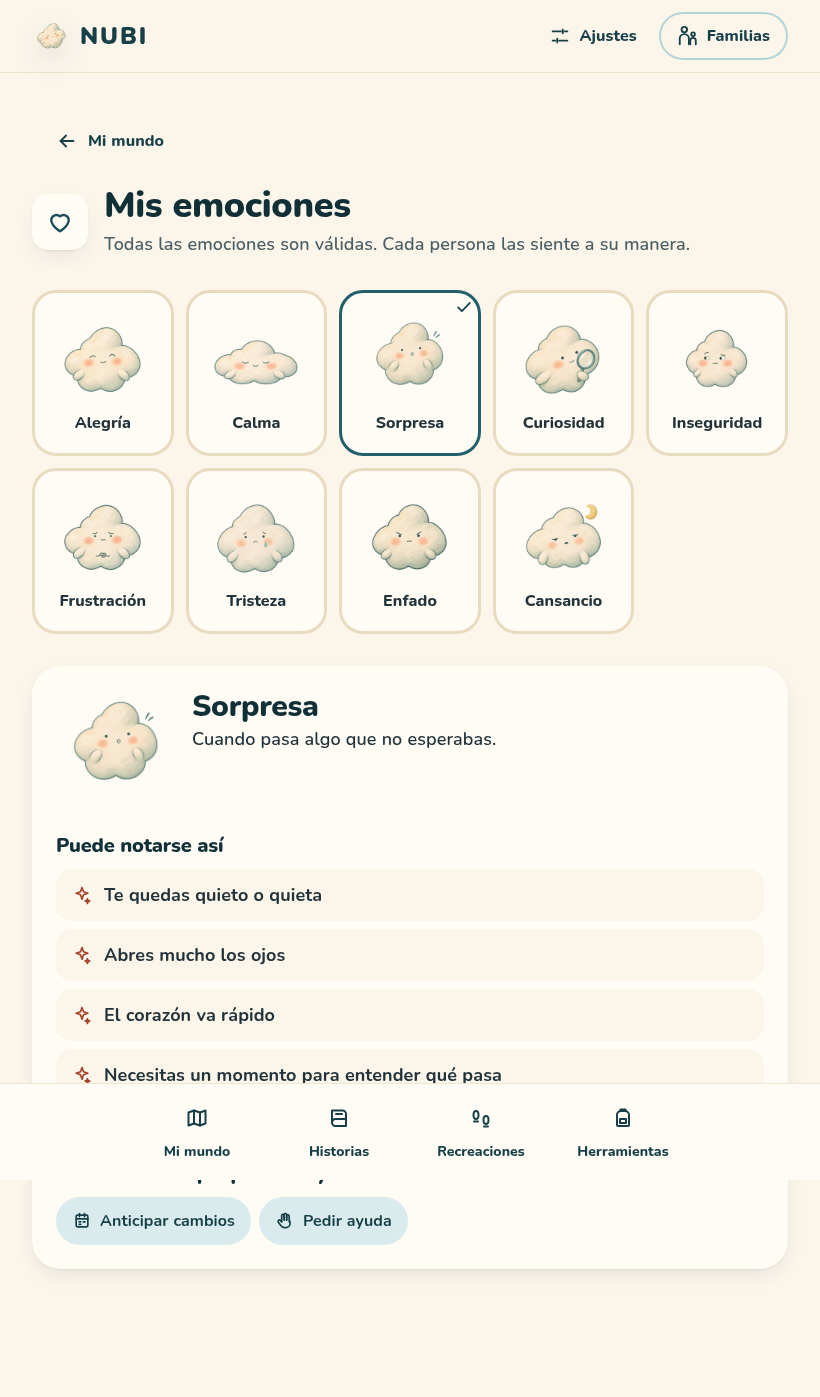 NUBI
Ajustes
Familias
Mi mundo
Mis emociones
Todas las emociones son válidas. Cada persona las siente a su manera.
Alegría
Calma
Sorpresa
Curiosidad
Inseguridad
Frustración
Tristeza
Enfado
Cansancio
Sorpresa
Cuando pasa algo que no esperabas.
Puede notarse así
Te quedas quieto o quieta
Abres mucho los ojos
El corazón va rápido
Necesitas un momento para entender qué pasa
Mi mundo
Historias
Recreaciones
Herramientas
Anticipar cambios
Pedir ayuda